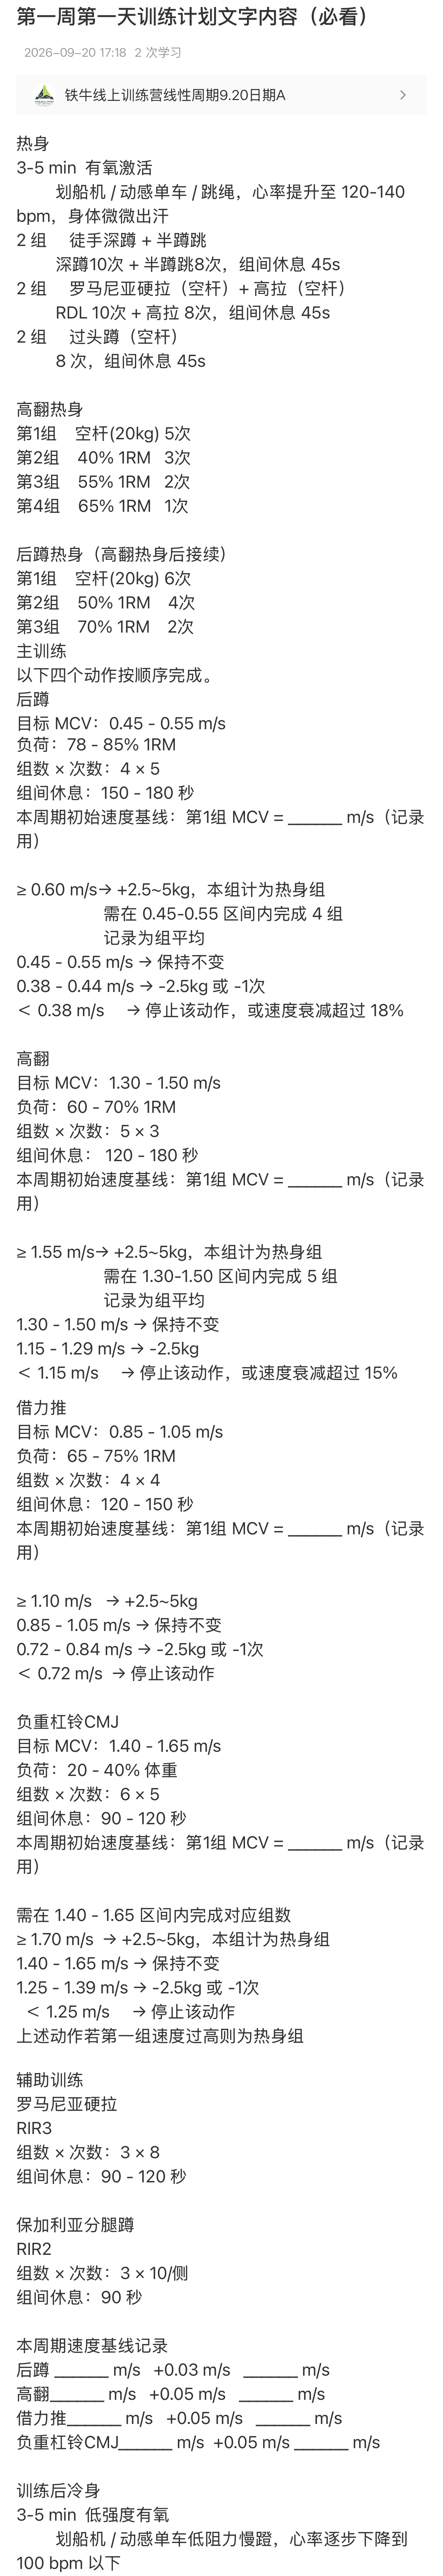 第一周第一天训练计划文字内容（必看）
2026-09-20 17:18 2 次学习
铁牛线上训练营线性周期9.20日期A
热身
3-5 min 有氧激活
划船机 / 动感单车 / 跳绳，心率提升至 120-140
bpm，身体微微出汗
2 组 徒手深蹲 + 半蹲跳
深蹲10次 + 半蹲跳8次，组间休息 45s
2 组 罗马尼亚硬拉（空杆）+ 高拉（空杆）
RDL 10次 + 高拉 8次，组间休息 45s
2 组 过头蹲（空杆）
8 次，组间休息 45s
高翻热身
第1组 空杆(20kg) 5次
第2组 40% 1RM 3次
第3组 55% 1RM 2次
第4组 65% 1RM 1次
后蹲热身（高翻热身后接续）
第1组 空杆(20kg) 6次
第2组 50% 1RM 4次
第3组 70% 1RM 2次
主训练
以下四个动作按顺序完成。
后蹲
目标 MCV：0.45 - 0.55 m/s
负荷：78 - 85% 1RM
组数 × 次数：4 × 5
组间休息：150 - 180 秒
本周期初始速度基线：第1组 MCV = ______ m/s（记录
用）
≥ 0.60 m/s→ +2.5~5kg，本组计为热身组
需在 0.45-0.55 区间内完成 4 组
记录为组平均
0.45 - 0.55 m/s → 保持不变
0.38 - 0.44 m/s → -2.5kg 或 -1次
＜ 0.38 m/s → 停止该动作，或速度衰减超过 18%
高翻
目标 MCV：1.30 - 1.50 m/s
负荷：60 - 70% 1RM
组数 × 次数：5 × 3
组间休息： 120 - 180 秒
本周期初始速度基线：第1组 MCV = ______ m/s（记录
用）
≥ 1.55 m/s→ +2.5~5kg，本组计为热身组
需在 1.30-1.50 区间内完成 5 组
记录为组平均
1.30 - 1.50 m/s → 保持不变
1.15 - 1.29 m/s → -2.5kg
＜ 1.15 m/s → 停止该动作，或速度衰减超过 15%
借力推
目标 MCV：0.85 - 1.05 m/s
负荷：65 - 75% 1RM
组数 × 次数：4 × 4
组间休息：120 - 150 秒
本周期初始速度基线：第1组 MCV = ______ m/s（记录
用）
≥ 1.10 m/s → +2.5~5kg
0.85 - 1.05 m/s → 保持不变
0.72 - 0.84 m/s → -2.5kg 或 -1次
＜ 0.72 m/s → 停止该动作
负重杠铃CMJ
目标 MCV：1.40 - 1.65 m/s
负荷：20 - 40% 体重
组数 × 次数：6 × 5
组间休息：90 - 120 秒
本周期初始速度基线：第1组 MCV = ______ m/s（记录
用）
需在 1.40 - 1.65 区间内完成对应组数
≥ 1.70 m/s → +2.5~5kg，本组计为热身组
1.40 - 1.65 m/s → 保持不变
1.25 - 1.39 m/s → -2.5kg 或 -1次
＜ 1.25 m/s → 停止该动作
上述动作若第一组速度过高则为热身组
辅助训练
罗马尼亚硬拉
RIR3
组数 × 次数：3 × 8
组间休息：90 - 120 秒
保加利亚分腿蹲
RIR2
组数 × 次数：3 × 10/侧
组间休息：90 秒
本周期速度基线记录
后蹲 ______ m/s +0.03 m/s ______ m/s
高翻______ m/s +0.05 m/s ______ m/s
借力推______ m/s +0.05 m/s ______ m/s
负重杠铃CMJ______ m/s +0.05 m/s ______ m/s
训练后冷身
3-5 min 低强度有氧
划船机 / 动感单车低阻力慢蹬，心率逐步下降到
100 bpm 以下